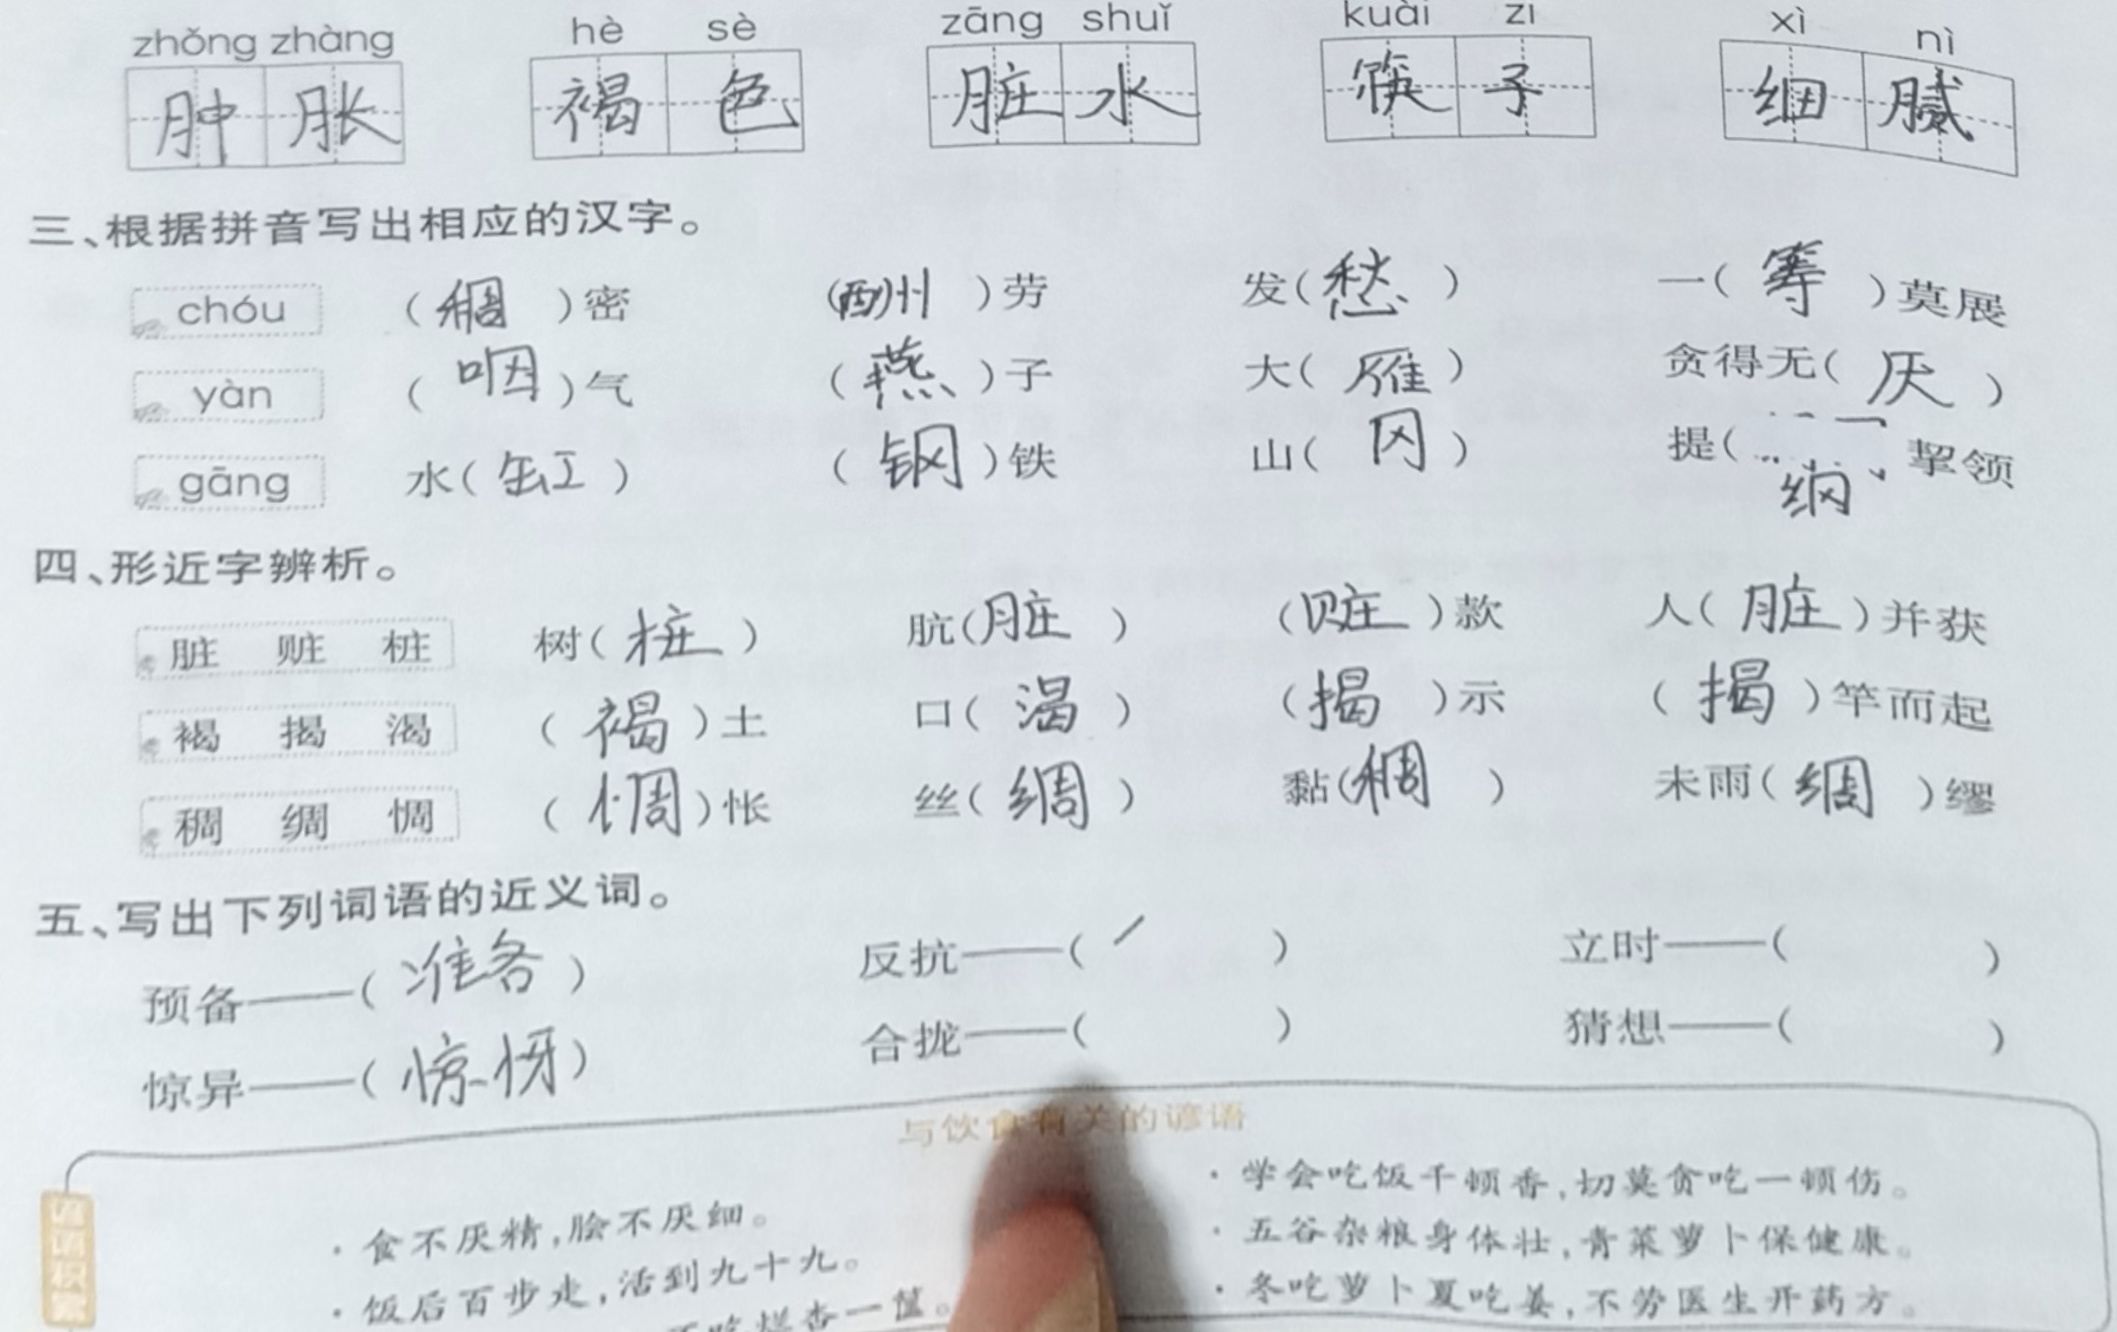 zhǒng zhàng hè sè zāng shuǐ kuài zi xì nì
肿胀 褐色 脏水 筷子 细腻
三、根据拼音写出相应的汉字。
chóu （稠）密 （酬）劳 发（愁） 一（筹）莫展
yàn （咽）气 （燕）子 大（雁） 贪得无（厌）
gāng 水（缸） （钢）铁 山（冈） 提（纲）挈领
四、形近字辨析。
脏 赃 桩 树（桩） 肮（脏） （赃）款 人（脏）并获
褐 揭 渴 （褐）土 口（渴） （揭）示 （揭）竿而起
稠 绸 惆 （惆）怅 丝（绸） 黏（稠） 未雨（绸）缪
五、写出下列词语的近义词。
预备——（准备） 反抗——（ ） 立时——（ ）
惊异——（惊讶） 合拢——（ ） 猜想——（ ）
与饮食有关的谚语
·食不厌精，脍不厌细。
·饭后百步走，活到九十九。
吃烂杏一筐。
·学会吃饭千顿香，切莫贪吃一顿伤。
·五谷杂粮身体壮，青菜萝卜保健康。
·冬吃萝卜夏吃姜，不劳医生开药方。